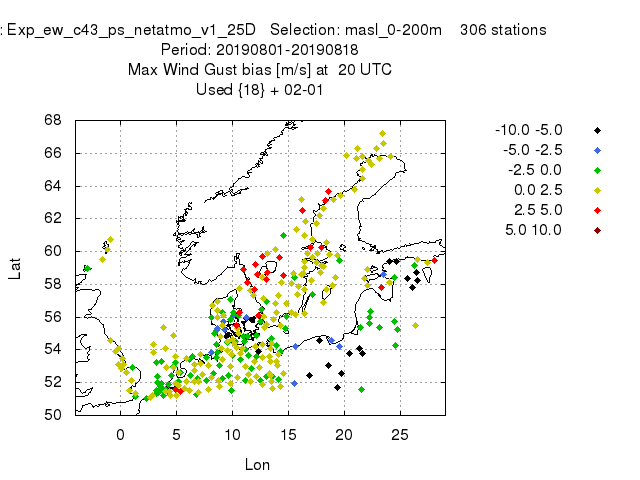 : Exp_ew_c43_ps_netatmo_v1_25D Selection: masl_0-200m 306 stations
Period: 20190801-20190818
Max Wind Gust bias [m/s] at 20 UTC
Used {18} + 02-01
68
66
64
62
60
58
56
54
52
50
Lat
0 5 10 15 20 25
Lon
-10.0 -5.0
-5.0 -2.5
-2.5 0.0
0.0 2.5
2.5 5.0
5.0 10.0